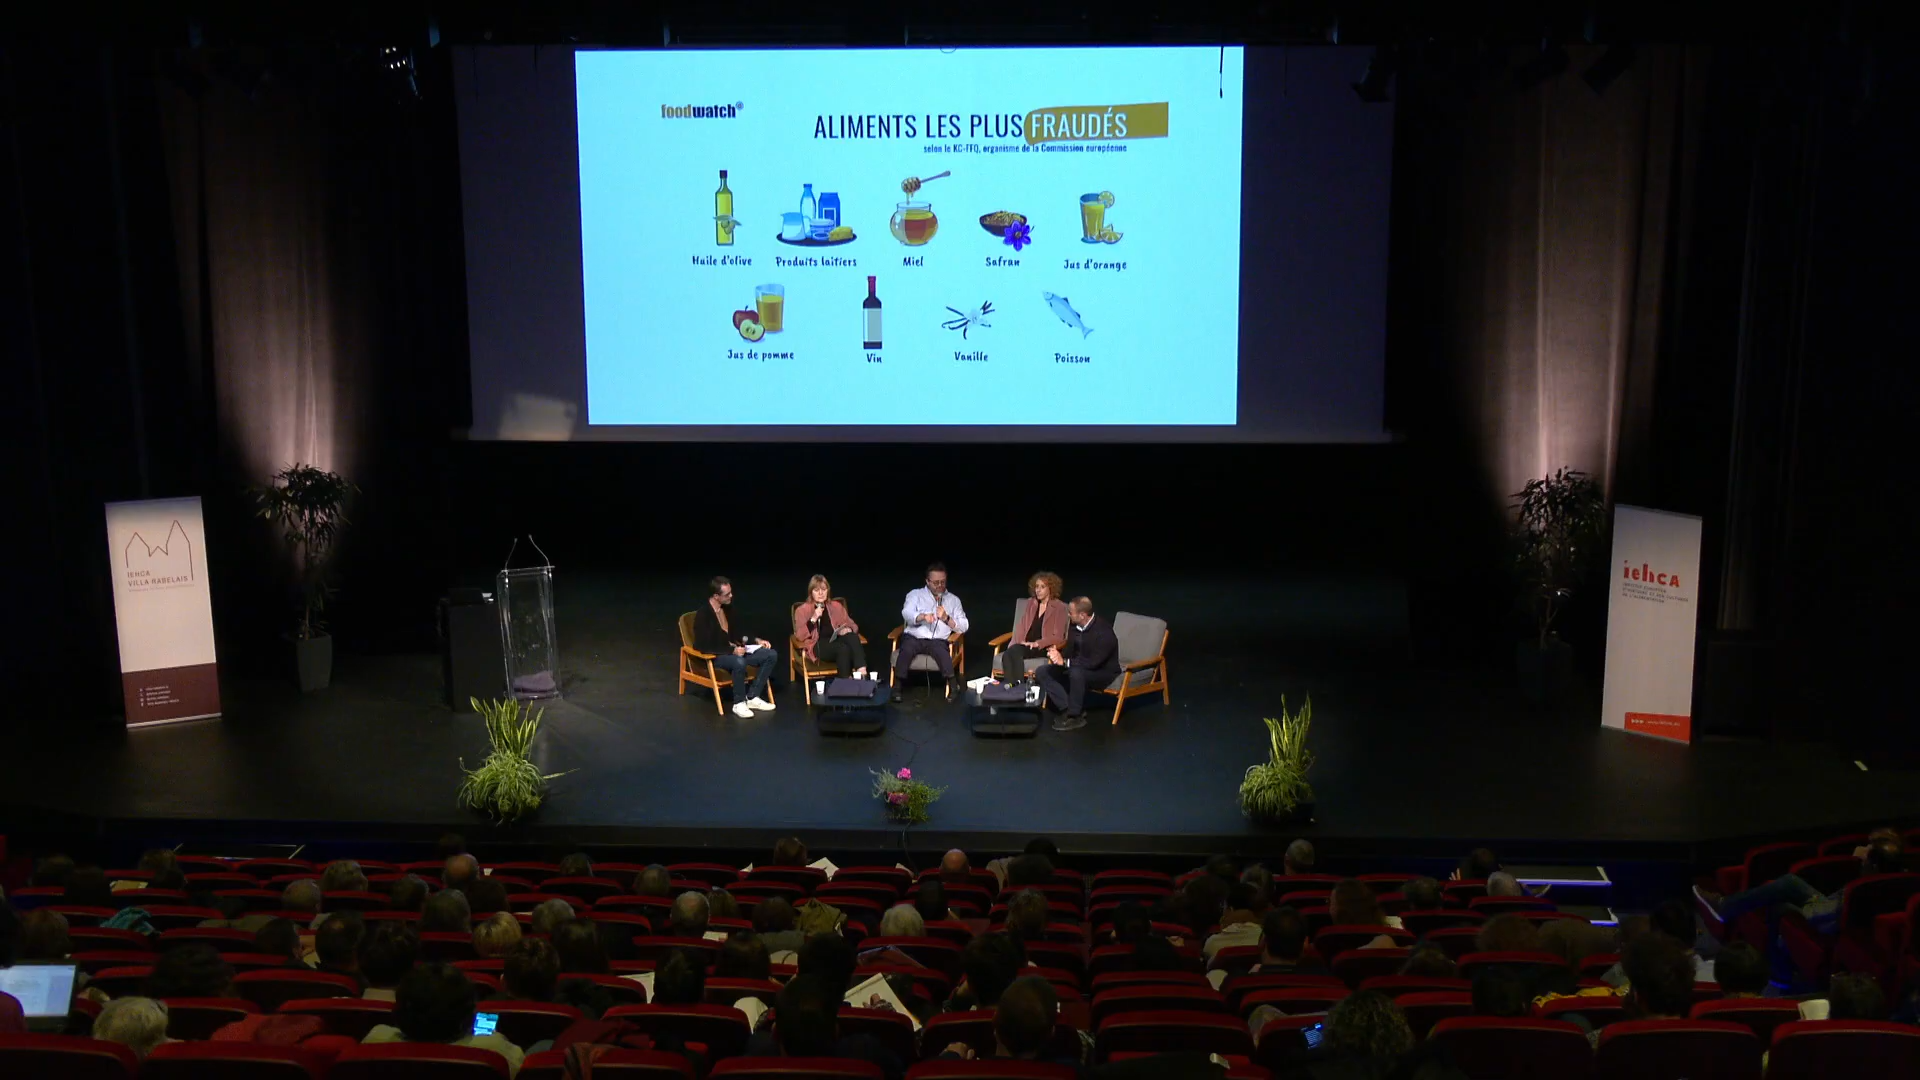 foodwatch®
ALIMENTS LES PLUS FRAUDÉS
selon le KC-FFQ, organisme de la Commission européenne
Huile d'olive
Produits laitiers
Miel
Safran
Jus d'orange
Jus de pomme
Vin
Vanille
Poisson
IEHCA
VILLA RABELAIS
iehca